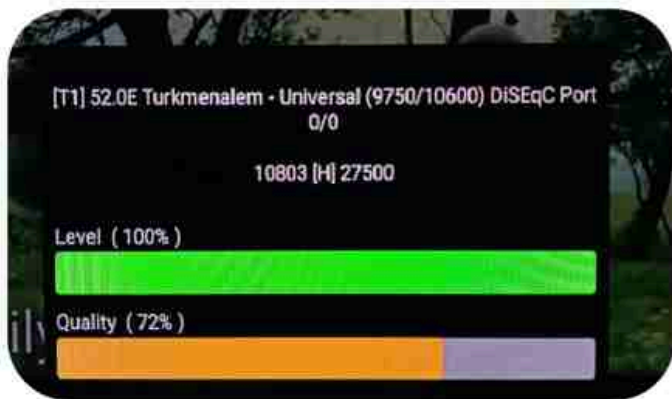 [T1] 52.0E Turkmenalem - Universal (9750/10600) DiSEqC Port
0/0
10803 [H] 27500
Level ( 100% )
Quality ( 72% )